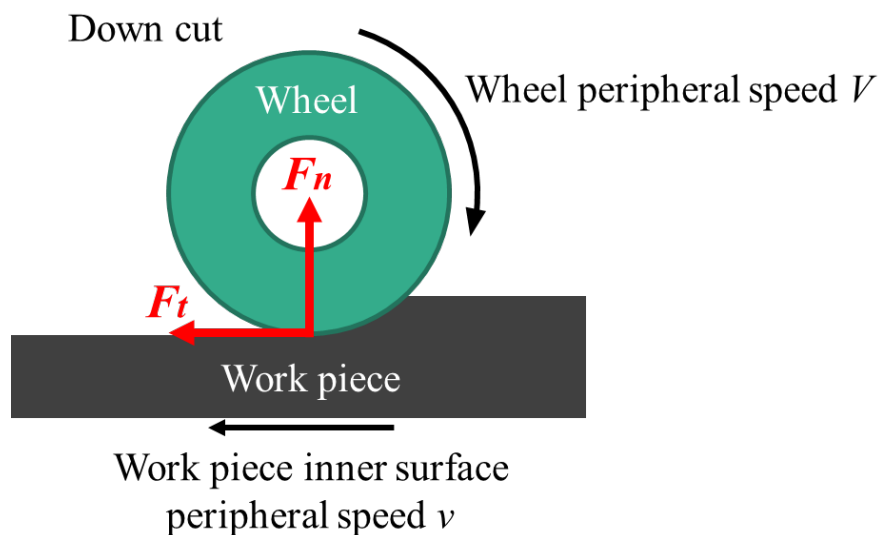 Down cut
Wheel
Wheel peripheral speed V
Fn
Ft
Work piece
Work piece inner surface
peripheral speed v